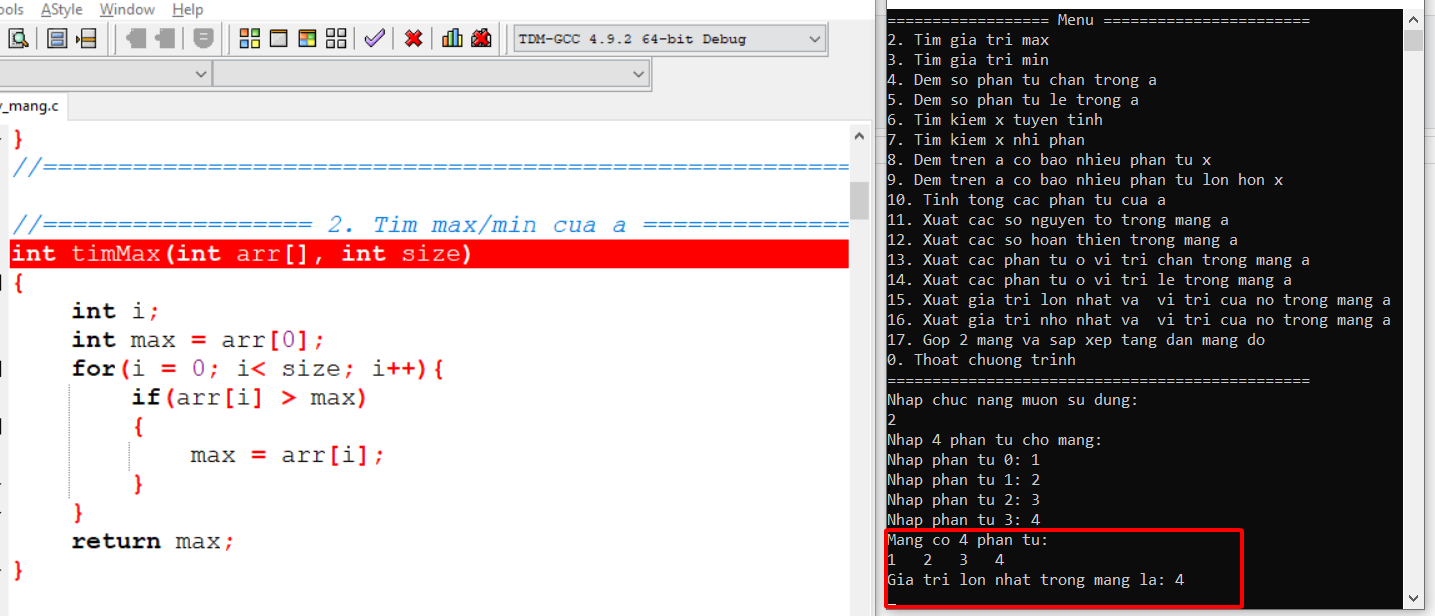 ools AStyle Window Help
TDM-GCC 4.9.2 64-bit Debug
y_mang.c
}
//======================================================
//=================== 2. Tim max/min cua a ===============
int timMax(int arr[], int size)
{
int i;
int max = arr[0];
for(i = 0; i< size; i++){
if(arr[i] > max)
{
max = arr[i];
}
}
return max;
}
================== Menu =======================
2. Tim gia tri max
3. Tim gia tri min
4. Dem so phan tu chan trong a
5. Dem so phan tu le trong a
6. Tim kiem x tuyen tinh
7. Tim kiem x nhi phan
8. Dem tren a co bao nhieu phan tu x
9. Dem tren a co bao nhieu phan tu lon hon x
10. Tinh tong cac phan tu cua a
11. Xuat cac so nguyen to trong mang a
12. Xuat cac so hoan thien trong mang a
13. Xuat cac phan tu o vi tri chan trong mang a
14. Xuat cac phan tu o vi tri le trong mang a
15. Xuat gia tri lon nhat va  vi tri cua no trong mang a
16. Xuat gia tri nho nhat va  vi tri cua no trong mang a
17. Gop 2 mang va sap xep tang dan mang do
0. Thoat chuong trinh
===============================================
Nhap chuc nang muon su dung:
2
Nhap 4 phan tu cho mang:
Nhap phan tu 0: 1
Nhap phan tu 1: 2
Nhap phan tu 2: 3
Nhap phan tu 3: 4
Mang co 4 phan tu:
1   2   3   4
Gia tri lon nhat trong mang la: 4